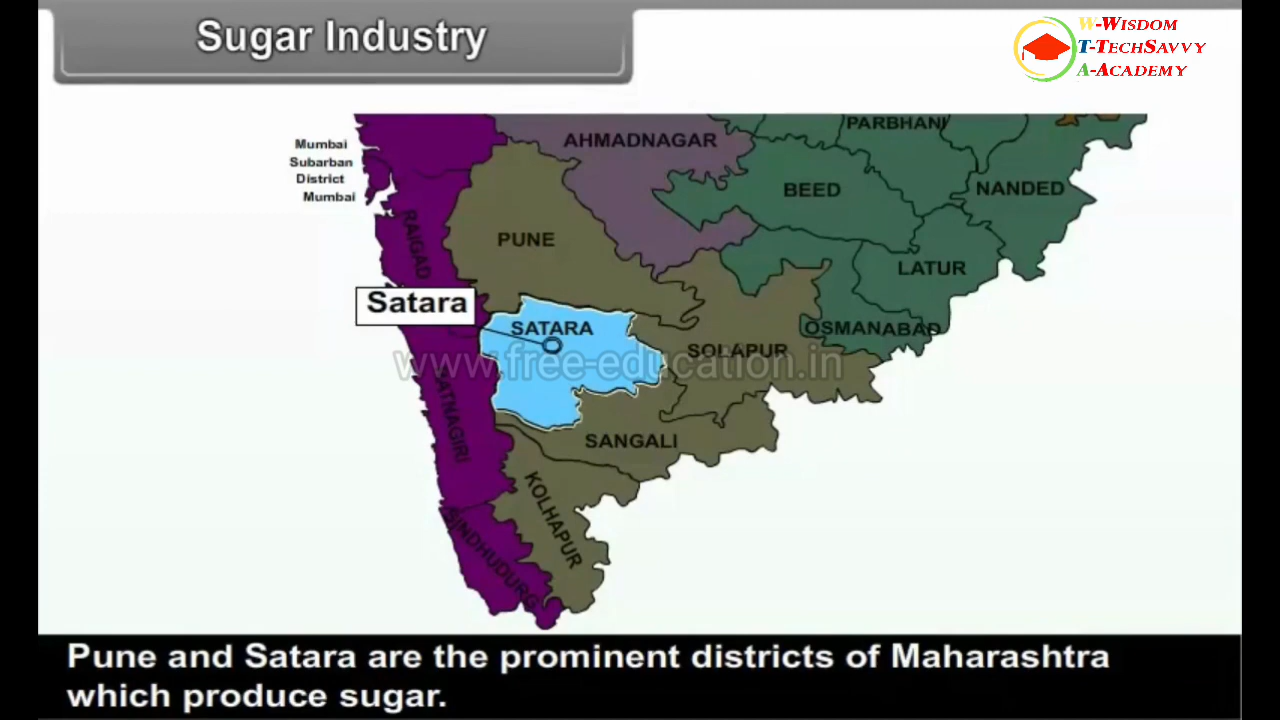 Sugar Industry
W-Wisdom
T-TechSavvy
A-Academy
Mumbai
Subarban
District
Mumbai
AHMADNAGAR
PARBHANI
BEED
NANDED
PUNE
RAIGAD
LATUR
Satara
SATARA
OSMANABAD
SOLAPUR
www.free-education.in
RATNAGIRI
SANGALI
KOLHAPUR
SINDHUDURG
Pune and Satara are the prominent districts of Maharashtra
which produce sugar.